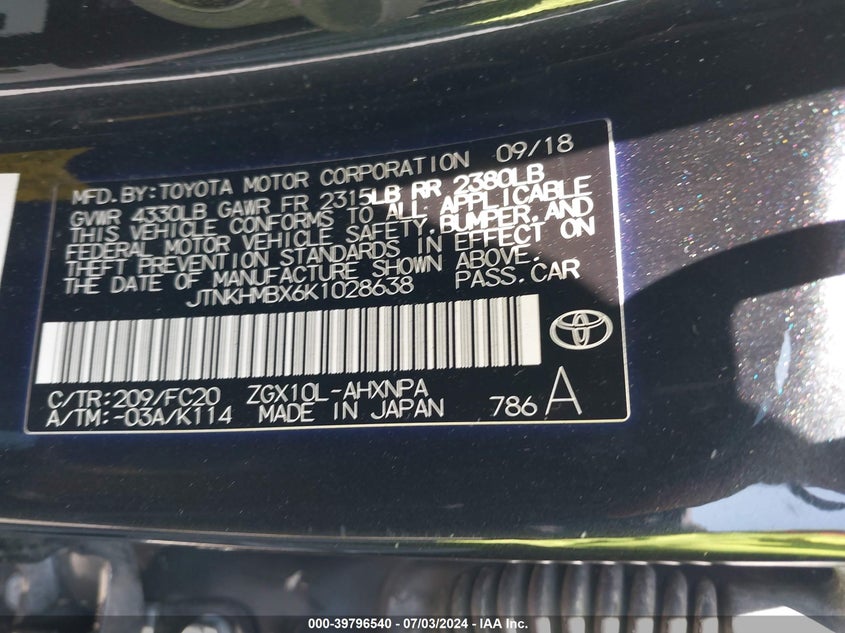 MFD. BY: TOYOTA MOTOR CORPORATION 09/18
GVWR 4330LB GAWR FR 2315LB RR 2380LB
THIS VEHICLE CONFORMS TO ALL APPLICABLE
FEDERAL MOTOR VEHICLE SAFETY, BUMPER, AND
THEFT PREVENTION STANDARDS IN EFFECT ON
THE DATE OF MANUFACTURE SHOWN ABOVE.
JTNKHMBX6K1028638 PASS. CAR
C/TR: 209/FC20 ZGX10L-AHXNPA
A/TM: -03A/K114 MADE IN JAPAN 786 A
000-39796540 - 07/03/2024 - IAA Inc.